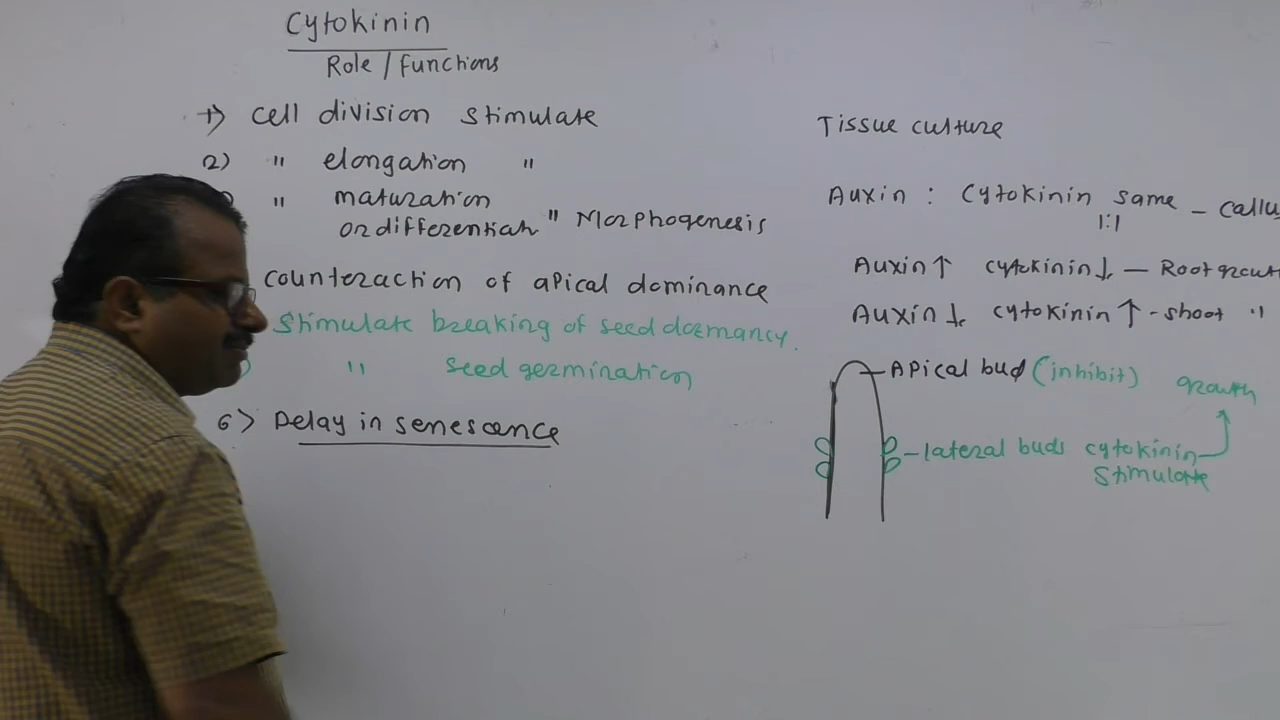 Cytokinin
Role / Functions
1) cell division stimulate
2) " elongation "
) " maturation
or differentiatn " Morphogenesis
counteraction of apical dominance
Stimulate breaking of seed dormancy.
) " seed germination
6) Delay in senescance
Tissue culture
Auxin : Cytokinin same - callu
1:1
Auxin ↑ cytokinin ↓ - Root growth
Auxin ↓ cytokinin ↑ - shoot "
Apical bud (inhibit) growth
lateral buds cytokinin
Stimulate